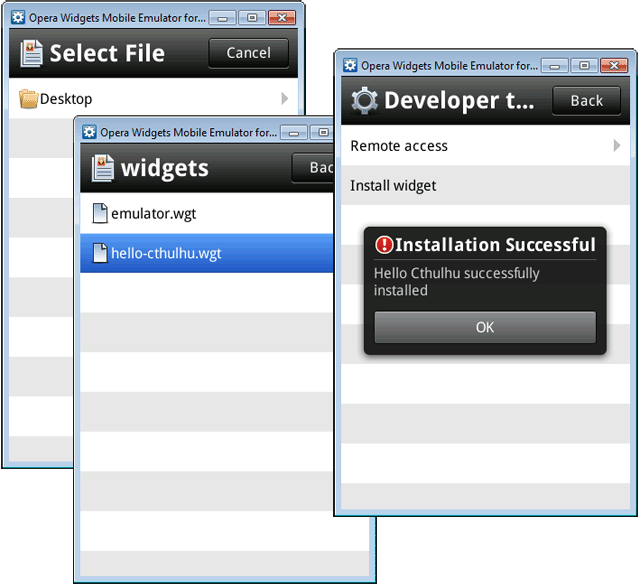 Opera Widgets Mobile Emulator for...
Select File
Cancel
Desktop
Opera Widgets Mobile Emulator for...
widgets
Bac
emulator.wgt
hello-cthulhu.wgt
Opera Widgets Mobile Emulator for...
Developer t...
Back
Remote access
Install widget
Installation Successful
Hello Cthulhu successfully
installed
OK